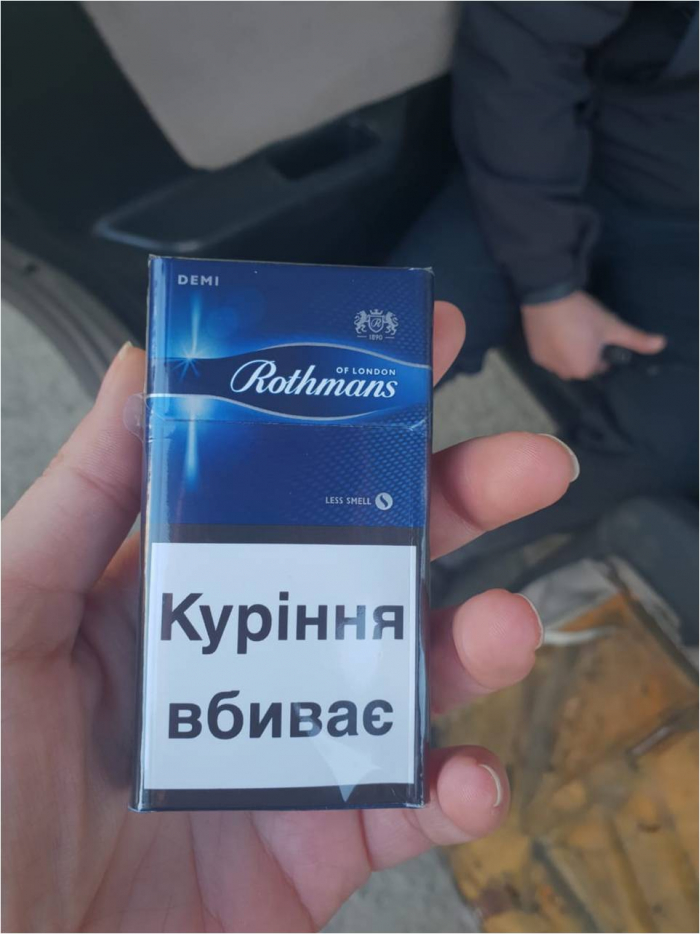 DEMI
R
1890
OF LONDON
Rothmans
LESS SMELL
Куріння
вбиває